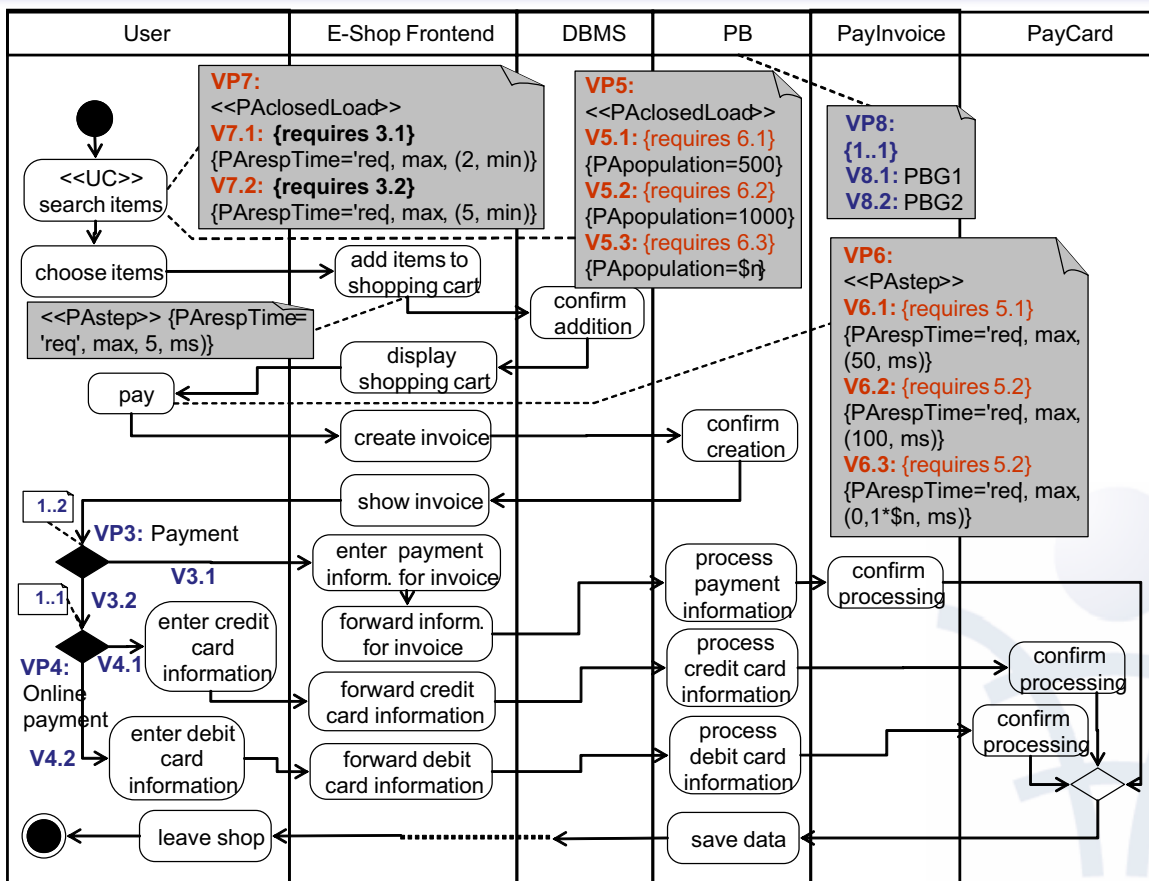 User
E-Shop Frontend
DBMS
PB
PayInvoice
PayCard
VP7:
<<PAclosedLoad>>
V7.1: {requires 3.1}
{PArespTime='req, max, (2, min)}
V7.2: {requires 3.2}
{PArespTime='req, max, (5, min)}
VP5:
<<PAclosedLoad>>
V5.1: {requires 6.1}
{PApopulation=500}
V5.2: {requires 6.2}
{PApopulation=1000}
V5.3: {requires 6.3}
{PApopulation=$n}
VP8:
{1..1}
V8.1: PBG1
V8.2: PBG2
<<UC>>
search items
choose items
add items to
shopping cart
confirm
addition
VP6:
<<PAstep>>
V6.1: {requires 5.1}
{PArespTime='req, max,
(50, ms)}
V6.2: {requires 5.2}
{PArespTime='req, max,
(100, ms)}
V6.3: {requires 5.2}
{PArespTime='req, max,
(0,1*$n, ms)}
<<PAstep>> {PArespTime=
'req', max, 5, ms)}
display
shopping cart
pay
create invoice
confirm
creation
show invoice
1..2
VP3: Payment
V3.1
enter payment
inform. for invoice
process
payment
information
confirm
processing
V3.2
1..1
forward inform.
for invoice
V4.1
VP4:
Online
payment
enter credit
card
information
forward credit
card information
process
credit card
information
confirm
processing
V4.2
enter debit
card
information
forward debit
card information
process
debit card
information
confirm
processing
leave shop
save data